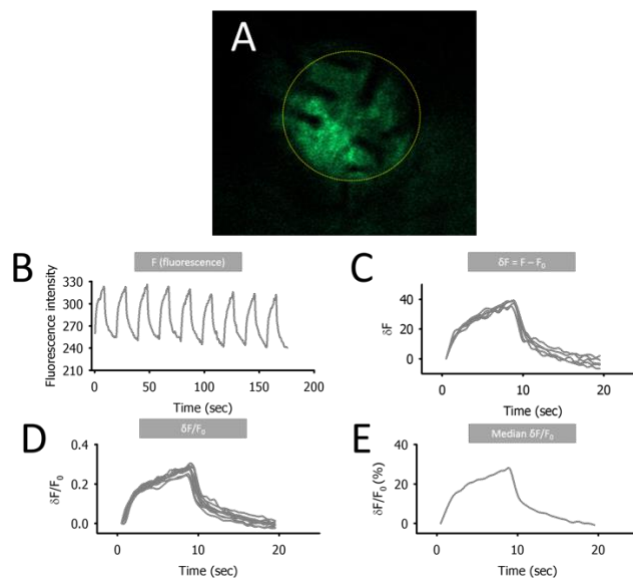 A
B
F (fluorescence)
Fluorescence intensity
330
300
270
240
210
0
50
100
150
200
Time (sec)
C
δF = F – F₀
δF
40
20
0
0
10
20
Time (sec)
D
δF/F₀
δF/F₀
0.4
0.2
0.0
0
10
20
Time (sec)
E
Median δF/F₀
δF/F₀ (%)
40
20
0
0
10
20
Time (sec)